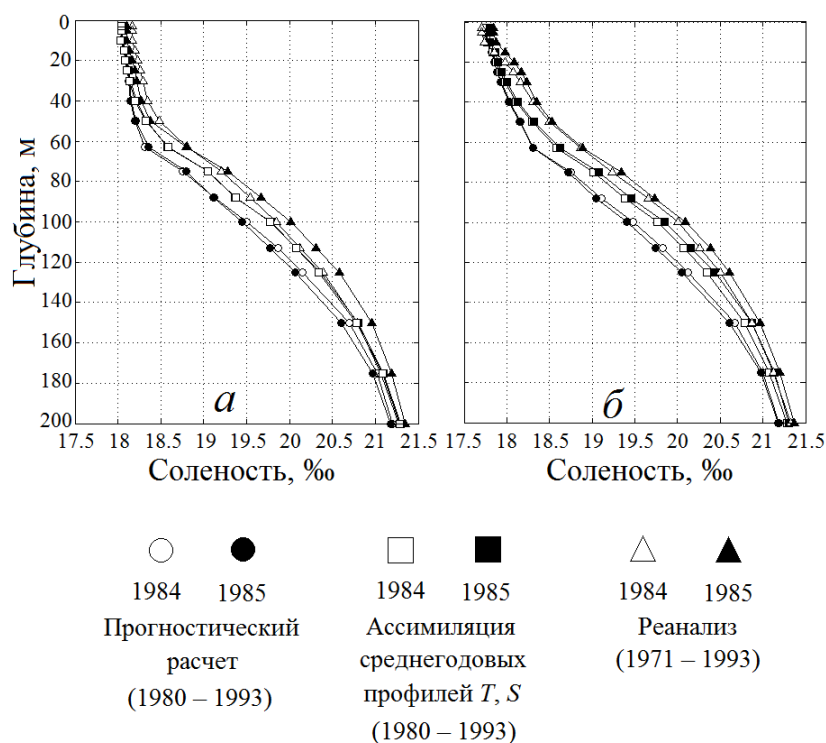 Глубина, м
0
20
40
60
80
100
120
140
160
180
200
а
б
17.5 18 18.5 19 19.5 20 20.5 21 21.5
17.5 18 18.5 19 19.5 20 20.5 21 21.5
Соленость, ‰
Соленость, ‰
1984 1985
Прогностический
расчет
(1980 – 1993)
1984 1985
Ассимиляция
среднегодовых
профилей T, S
(1980 – 1993)
1984 1985
Реанализ
(1971 – 1993)